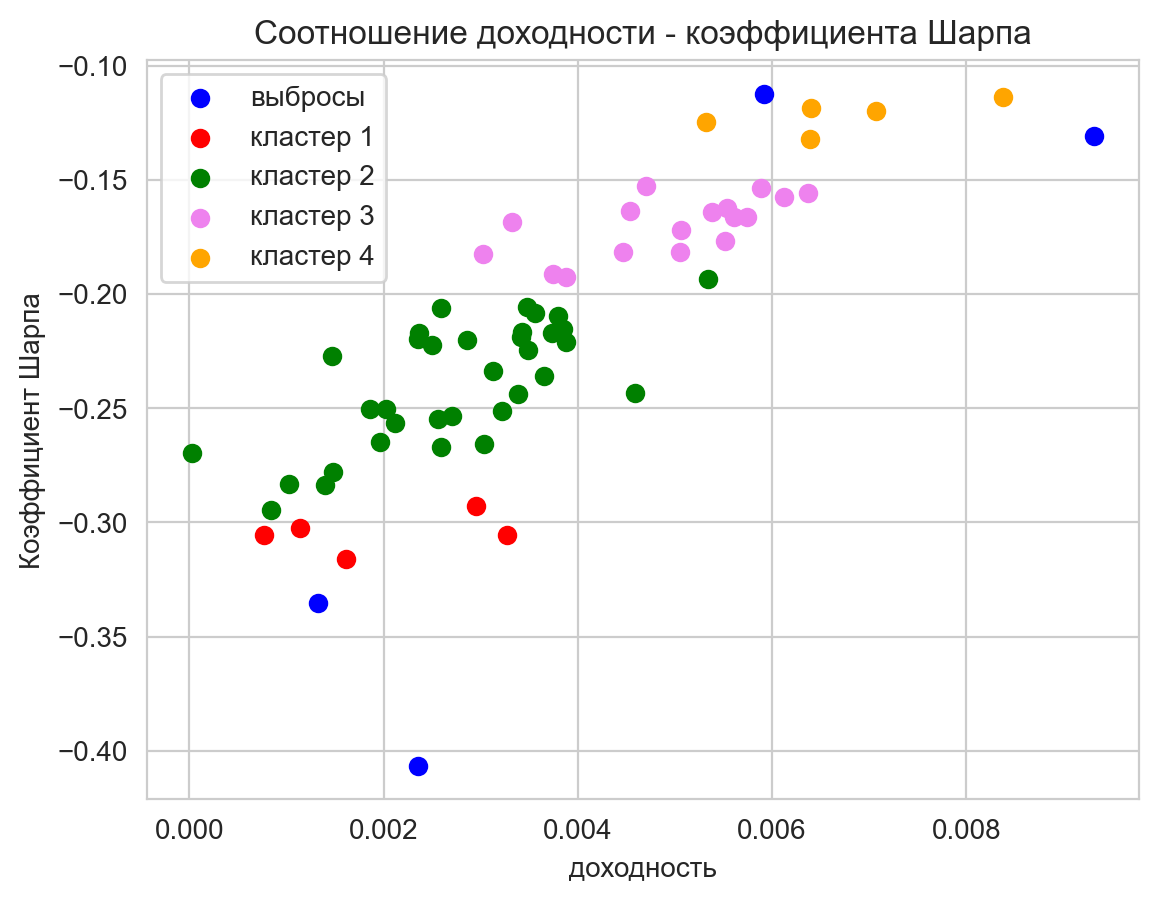 Соотношение доходности - коэффициента Шарпа
−0.10
−0.15
−0.20
−0.25
−0.30
−0.35
−0.40
Коэффициент Шарпа
выбросы
кластер 1
кластер 2
кластер 3
кластер 4
0.000
0.002
0.004
0.006
0.008
доходность